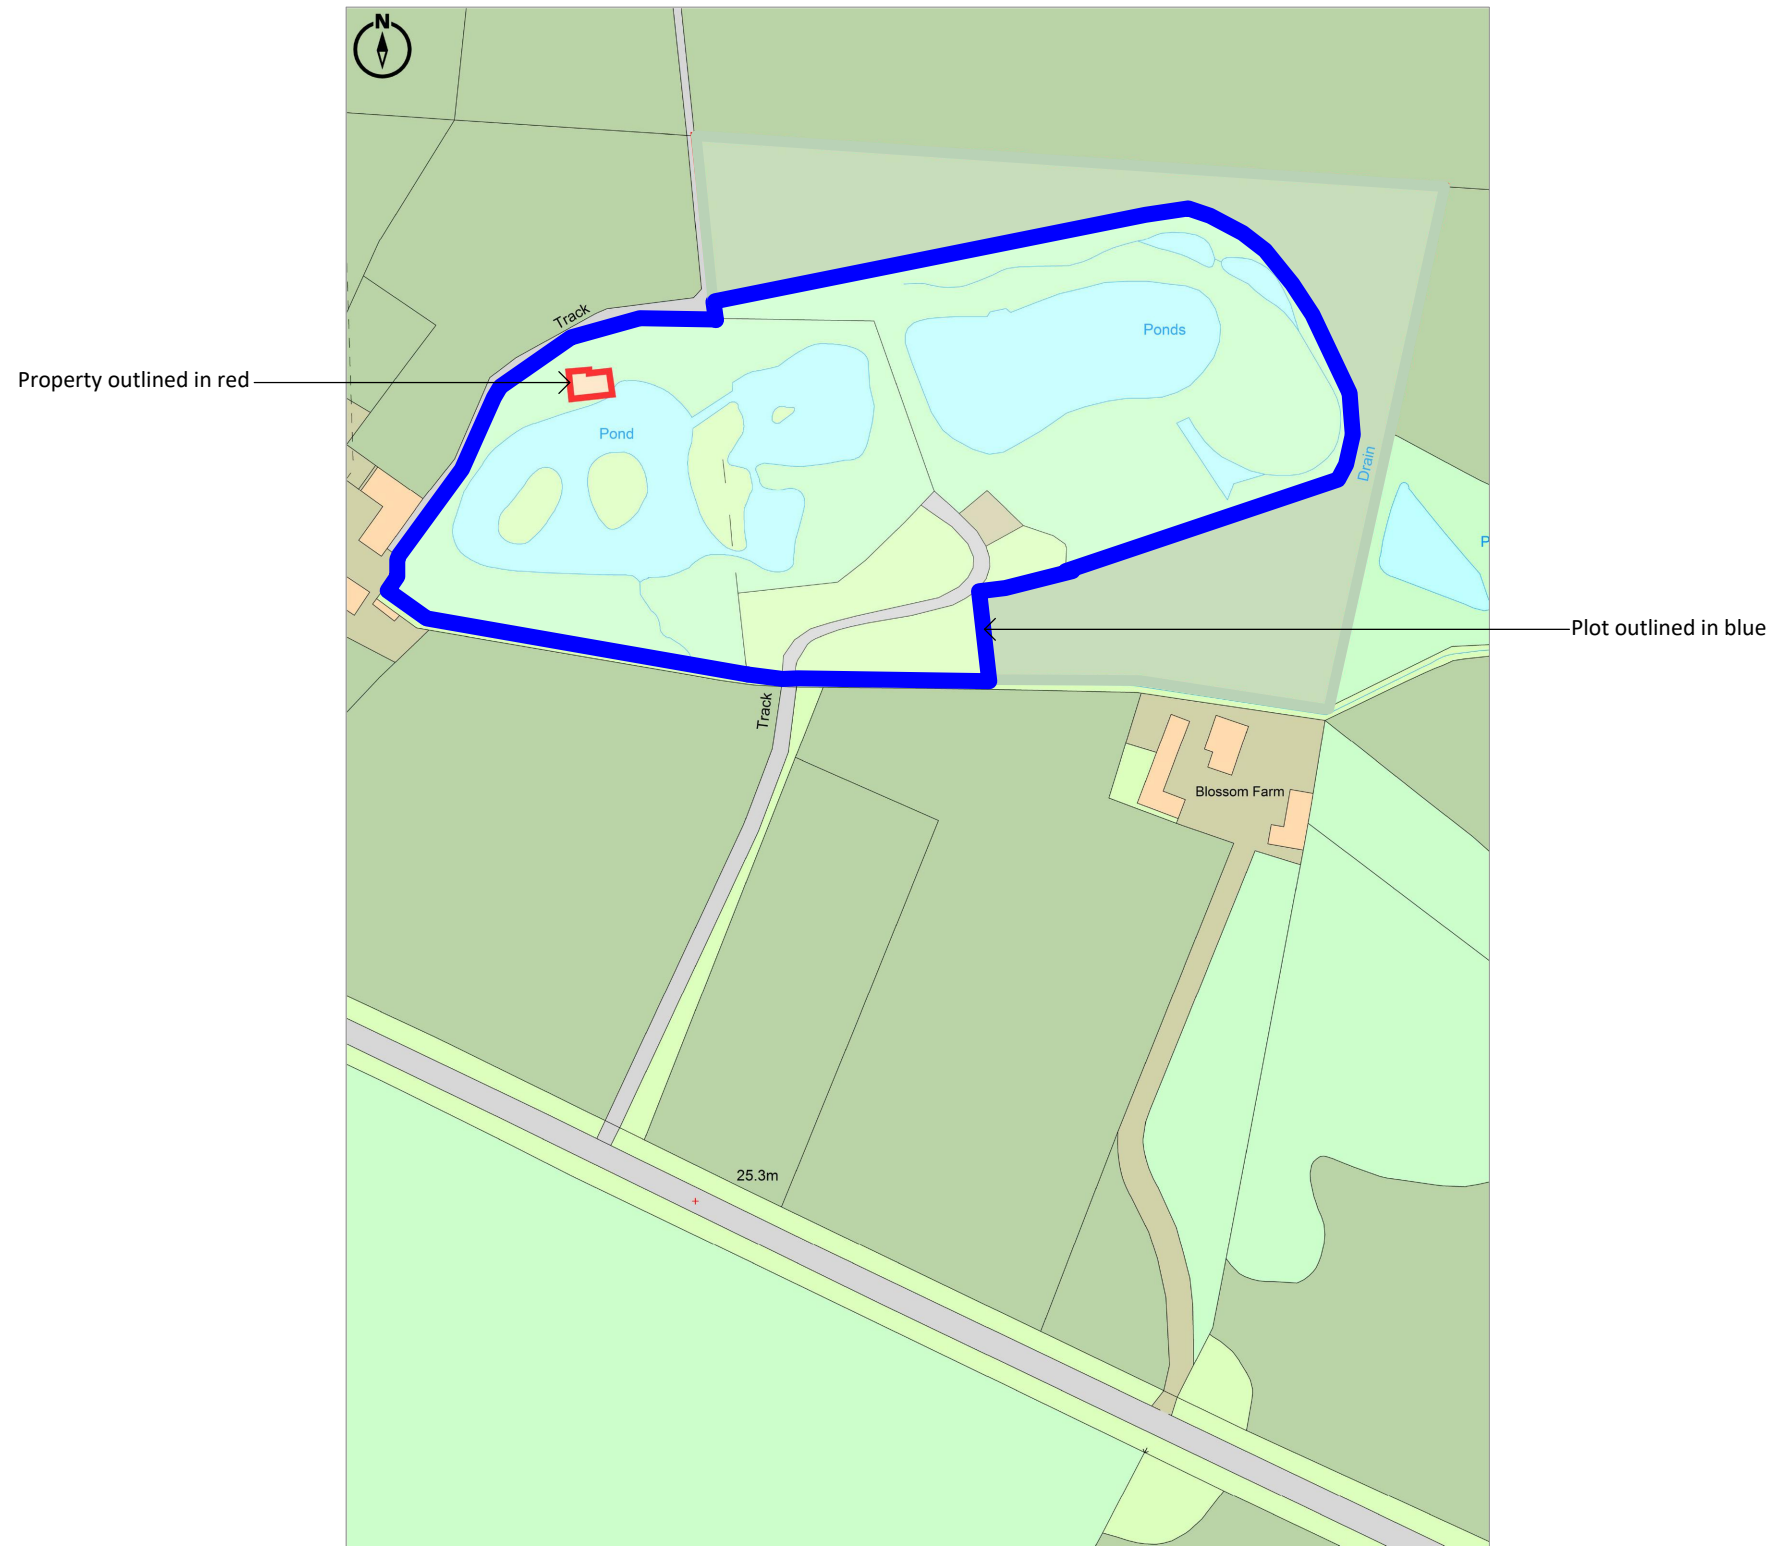 N
Track
Ponds
Property outlined in red
Pond
Drain
P
Plot outlined in blue
Track
Blossom Farm
25.3m